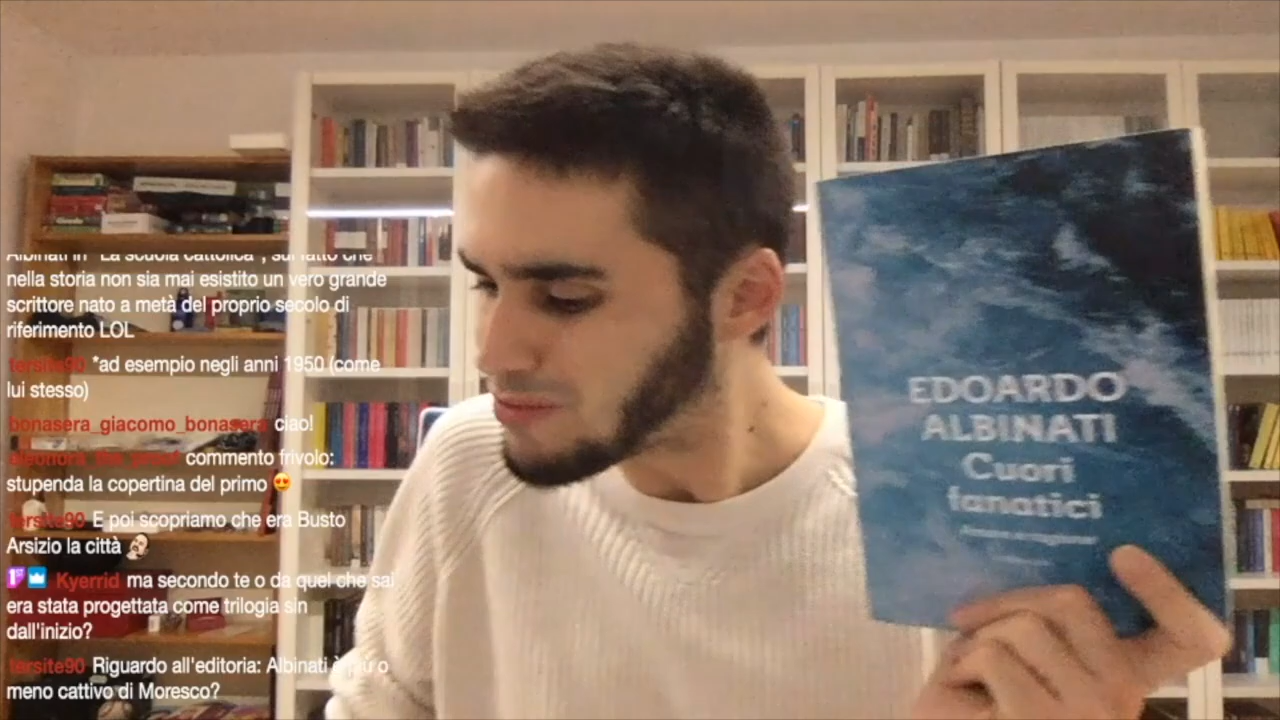 Albinati in "La scuola cattolica", sul fatto che
nella storia non sia mai esistito un vero grande
scrittore nato a metà del proprio secolo di
riferimento LOL
tersite90 *ad esempio negli anni 1950 (come
lui stesso)
bonasera_giacomo_bonasera ciao!
commento frivolo:
stupenda la copertina del primo 😍
tersite90 E poi scopriamo che era Busto
Arsizio la città
Kyerrid ma secondo te o da quel che sai
era stata progettata come trilogia sin
dall'inizio?
tersite90 Riguardo all'editoria: Albinati è più o
meno cattivo di Moresco?
EDOARDO
ALBINATI
Cuori
fanatici